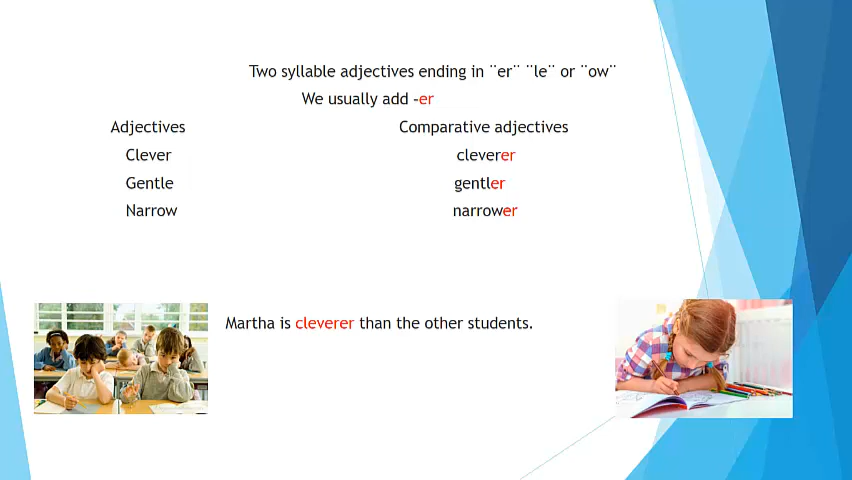 Two syllable adjectives ending in ¨er¨ ¨le¨ or ¨ow¨
We usually add -er
Adjectives Comparative adjectives
Clever cleverer
Gentle gentler
Narrow narrower
Martha is cleverer than the other students.